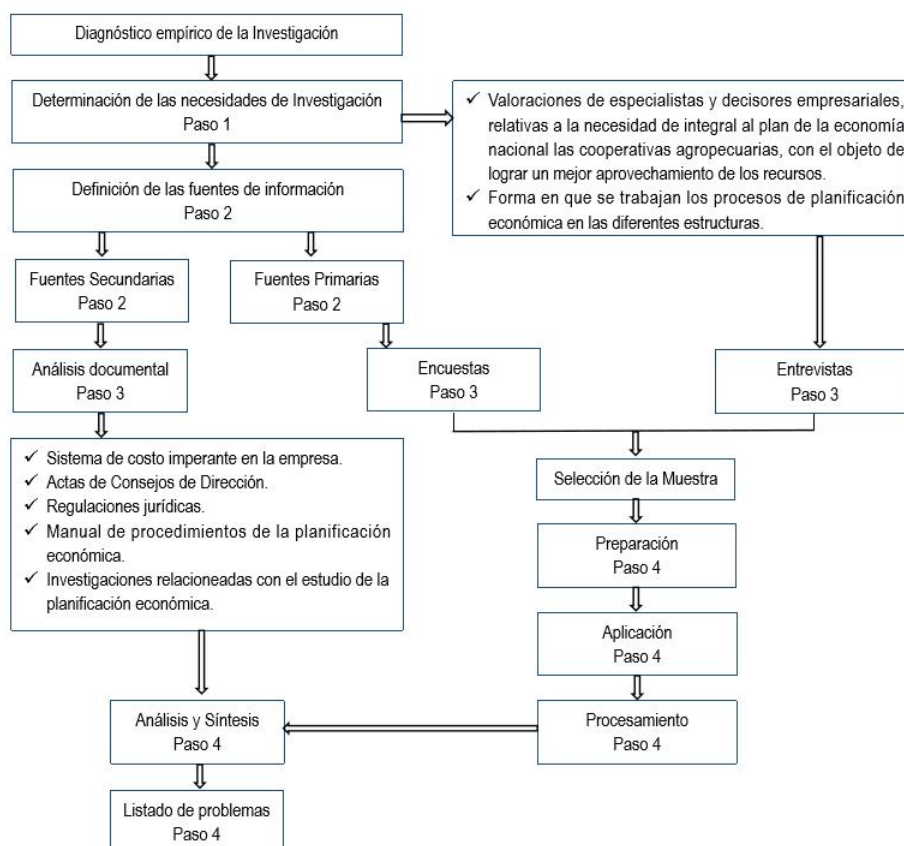 Diagnóstico empírico de la Investigación
Determinación de las necesidades de Investigación
Paso 1
✓ Valoraciones de especialistas y decisores empresariales,
relativas a la necesidad de integral al plan de la economía
nacional las cooperativas agropecuarias, con el objeto de
lograr un mejor aprovechamiento de los recursos.
✓ Forma en que se trabajan los procesos de planificación
económica en las diferentes estructuras.
Definición de las fuentes de información
Paso 2
Fuentes Secundarias
Paso 2
Fuentes Primarias
Paso 2
Análisis documental
Paso 3
Encuestas
Paso 3
Entrevistas
Paso 3
✓ Sistema de costo imperante en la empresa.
✓ Actas de Consejos de Dirección.
✓ Regulaciones jurídicas.
✓ Manual de procedimientos de la planificación
económica.
✓ Investigaciones relacioneadas con el estudio de la
planificación económica.
Selección de la Muestra
Preparación
Paso 4
Aplicación
Paso 4
Análisis y Síntesis
Paso 4
Procesamiento
Paso 4
Listado de problemas
Paso 4